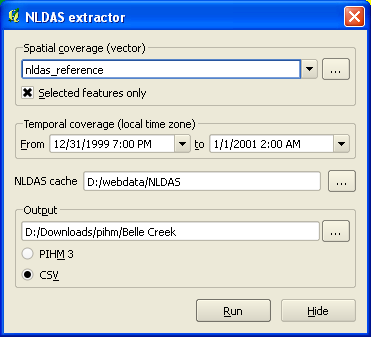 NLDAS extractor
Spatial coverage (vector)
nldas_reference
...
Selected features only
Temporal coverage (local time zone)
From 12/31/1999 7:00 PM to 1/1/2001 2:00 AM
NLDAS cache D:/webdata/NLDAS ...
Output
D:/Downloads/pihm/Belle Creek ...
PIHM 3
CSV
Run Hide